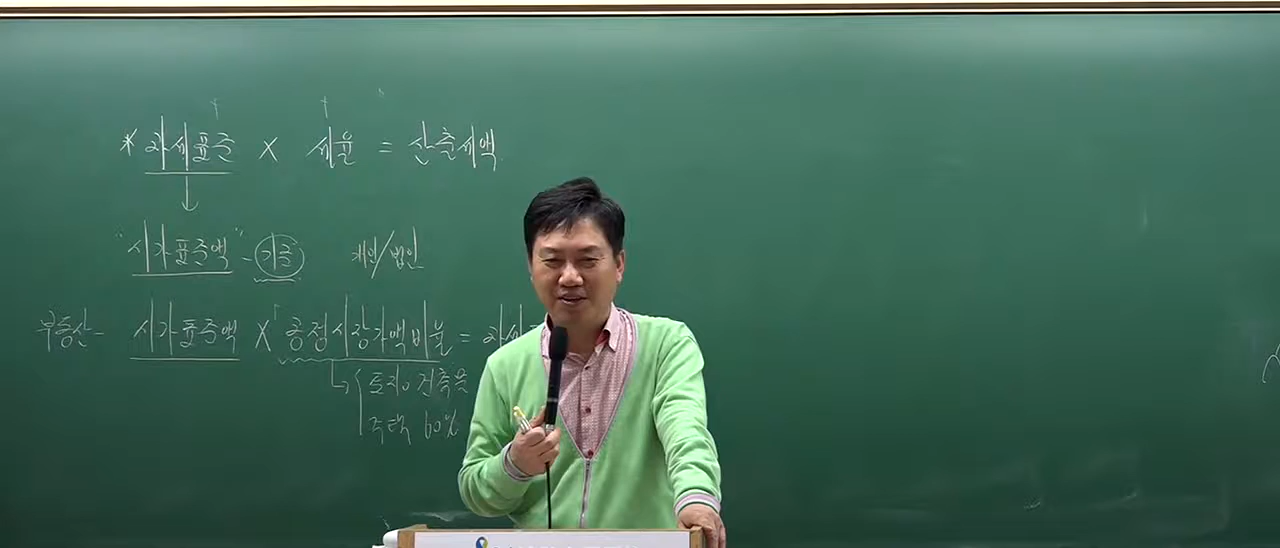 * 과세표준 × 세율 = 산출세액
"시가표준액" - 기준 개인/법인
부동산 - 시가표준액 × 공정시장가액비율 = 과세
토지, 건축물
주택 60%